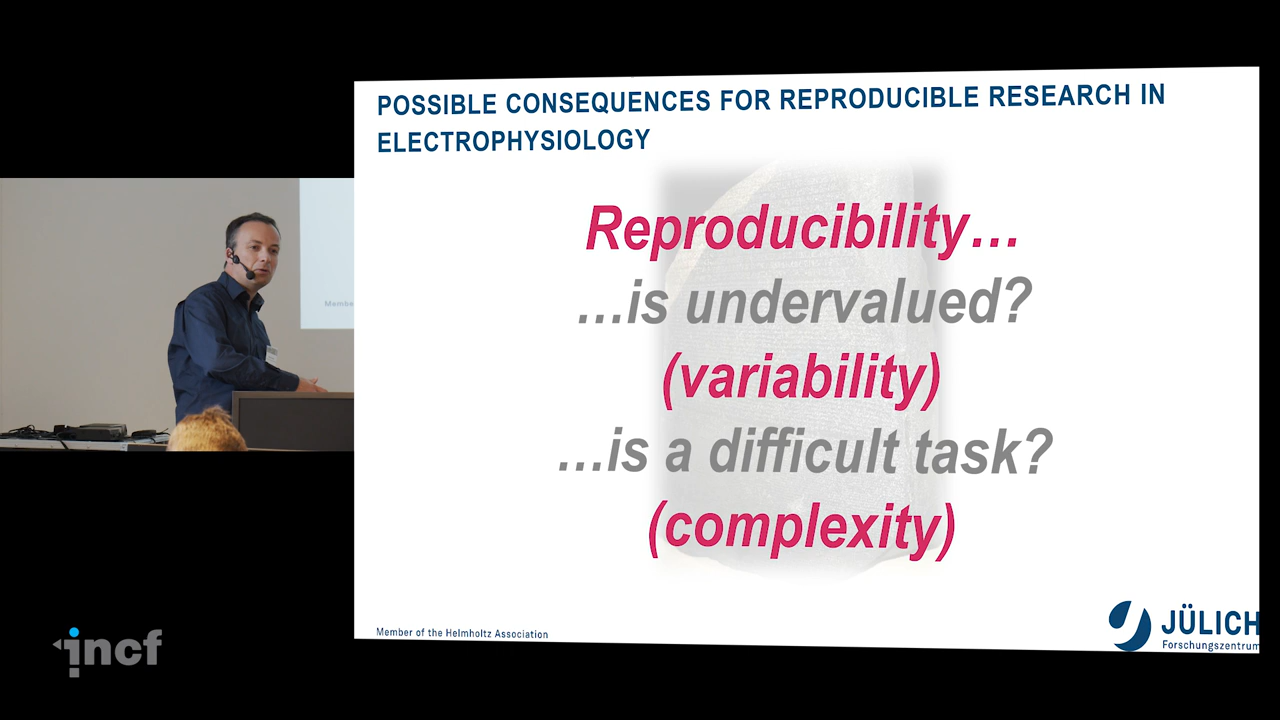 POSSIBLE CONSEQUENCES FOR REPRODUCIBLE RESEARCH IN
ELECTROPHYSIOLOGY
Reproducibility…
…is undervalued?
(variability)
…is a difficult task?
(complexity)
Membe
Member of the Helmholtz Association
JÜLICH
Forschungszentrum
incf